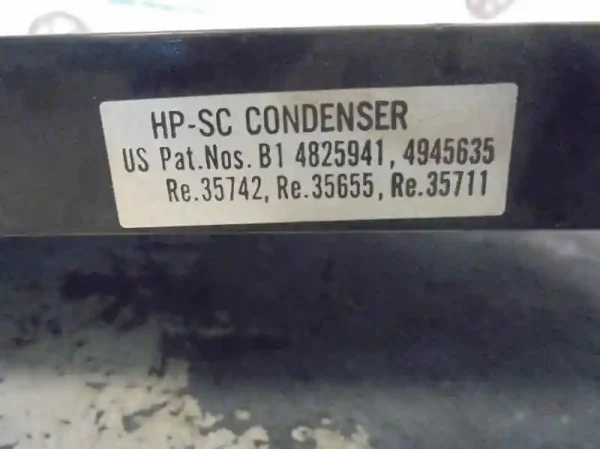 HP-SC CONDENSER
US Pat.Nos. B1 4825941, 4945635
Re.35742, Re.35655, Re.35711